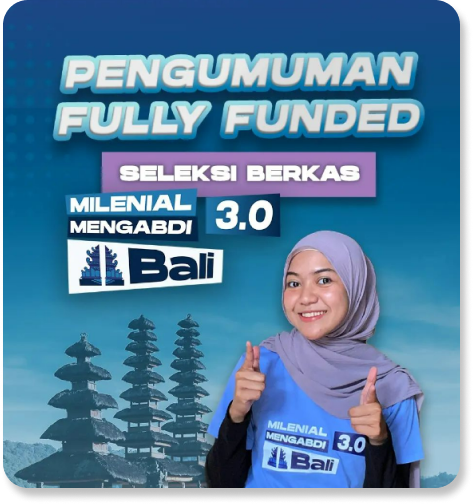 PENGUMUMAN
FULLY FUNDED
SELEKSI BERKAS
MILENIAL
MENGABDI 3.0
Bali
MILENIAL
MENGABDI 3.0
Bali